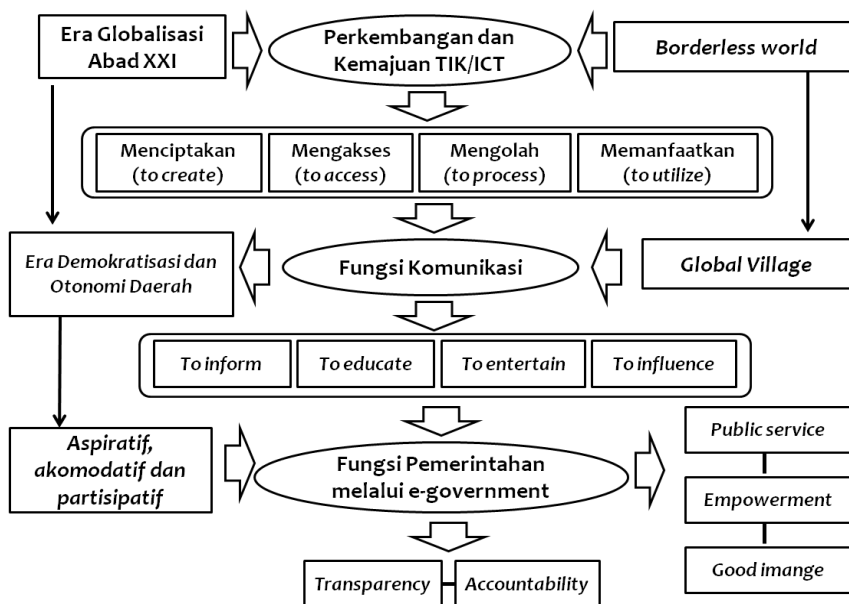 Era Globalisasi
Abad XXI
Perkembangan dan
Kemajuan TIK/ICT
Borderless world
Menciptakan
(to create)
Mengakses
(to access)
Mengolah
(to process)
Memanfaatkan
(to utilize)
Era Demokratisasi dan
Otonomi Daerah
Fungsi Komunikasi
Global Village
To inform
To educate
To entertain
To influence
Aspiratif,
akomodatif dan
partisipatif
Fungsi Pemerintahan
melalui e-government
Public service
Empowerment
Good imange
Transparency
Accountability